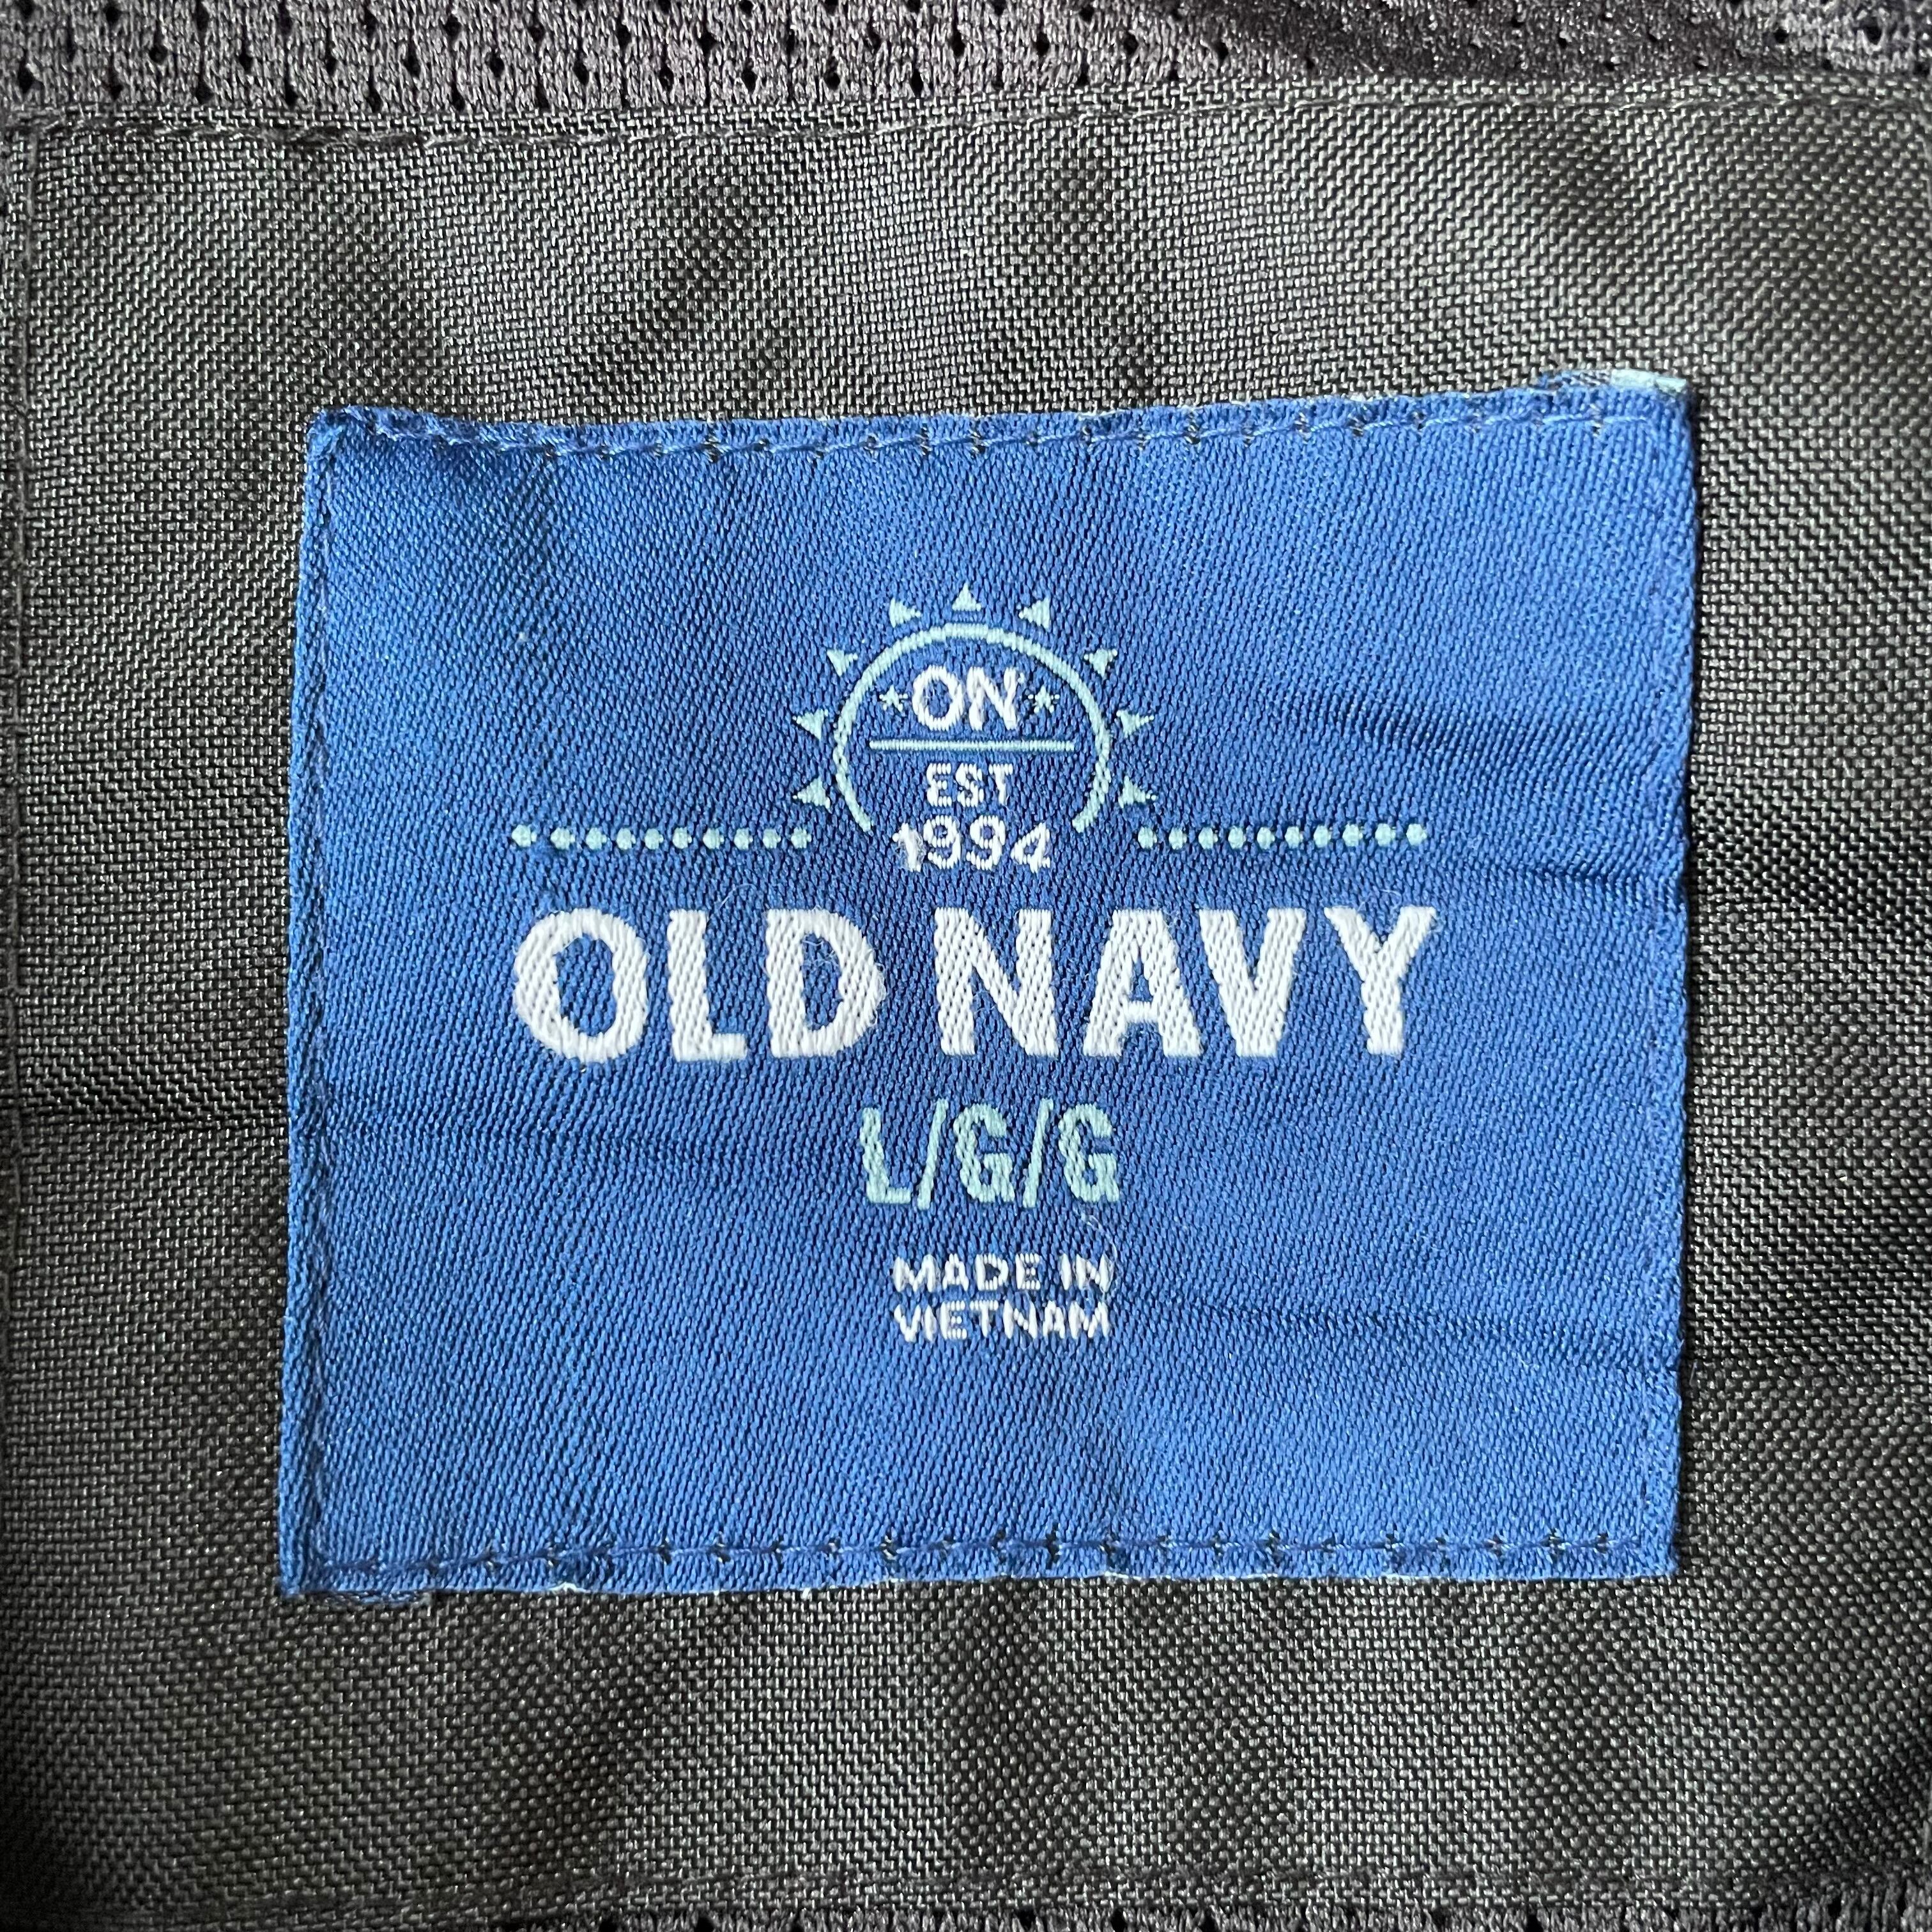 ON
EST
1994
OLD NAVY
L/G/G
MADE IN
VIETNAM